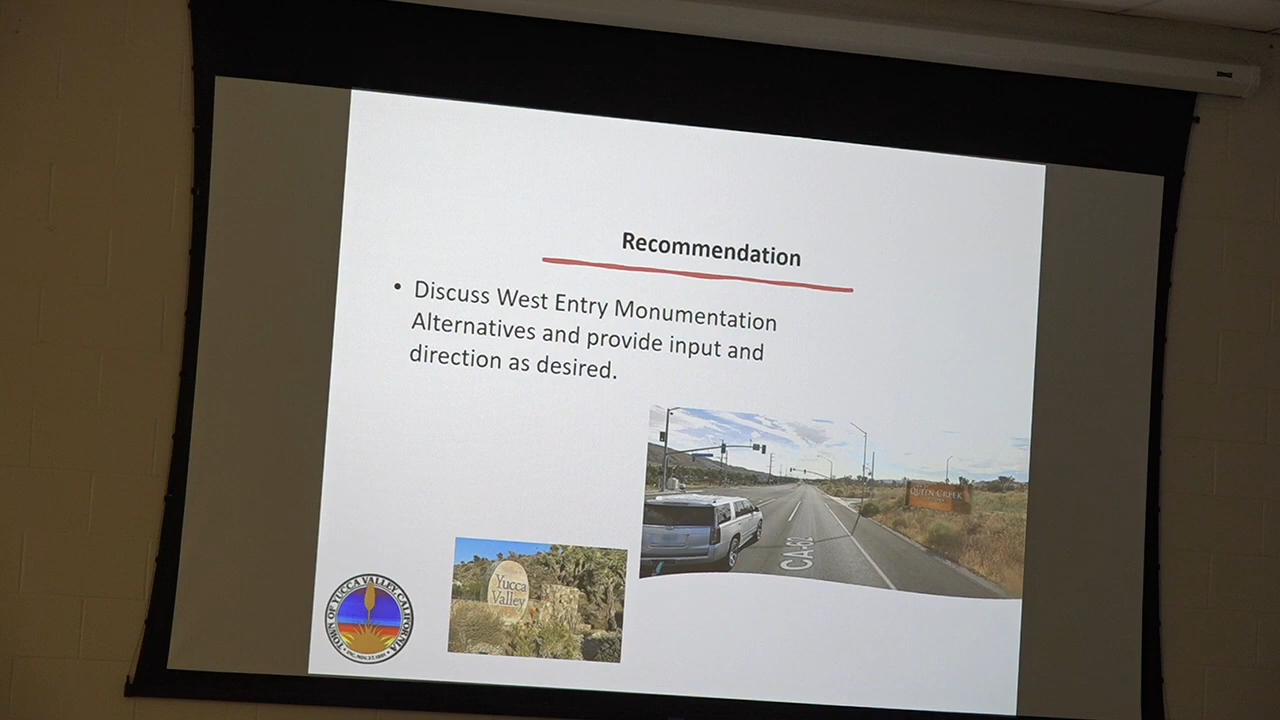 Recommendation
• Discuss West Entry Monumentation
Alternatives and provide input and
direction as desired.
QUEEN CREEK
CA-62
Yucca
Valley
TOWN OF YUCCA VALLEY, CALIFORNIA